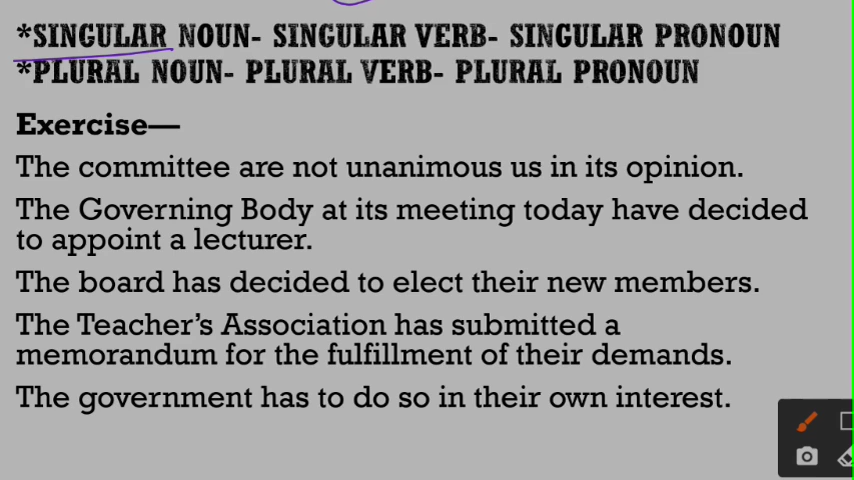 *SINGULAR NOUN- SINGULAR VERB- SINGULAR PRONOUN
*PLURAL NOUN- PLURAL VERB- PLURAL PRONOUN
Exercise—
The committee are not unanimous us in its opinion.
The Governing Body at its meeting today have decided
to appoint a lecturer.
The board has decided to elect their new members.
The Teacher's Association has submitted a
memorandum for the fulfillment of their demands.
The government has to do so in their own interest.